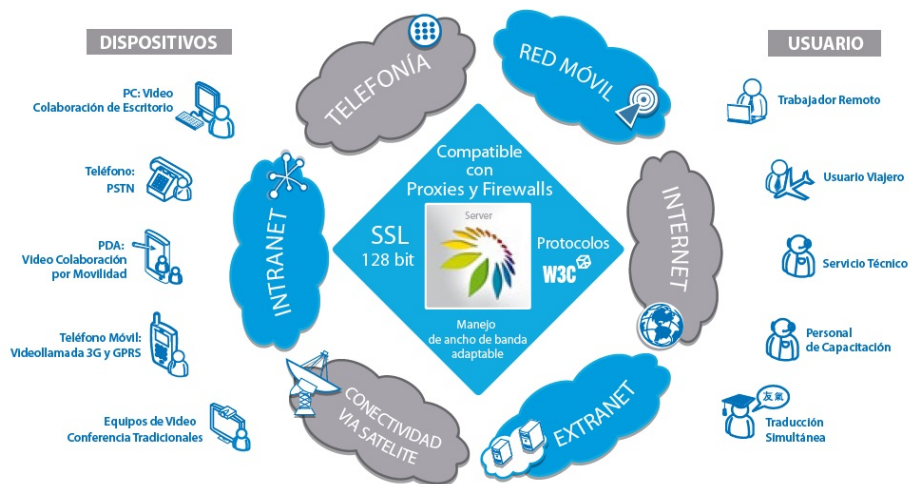 DISPOSITIVOS
PC: Video
Colaboración de Escritorio
Teléfono:
PSTN
PDA:
Video Colaboración
por Movilidad
Teléfono Móvil:
Videollamada 3G y GPRS
Equipos de Video
Conferencia Tradicionales
TELEFONÍA
RED MÓVIL
INTRANET
INTERNET
CONECTIVIDAD
VIA SATELITE
EXTRANET
Compatible
con
Proxies y Firewalls
Server
SSL
128 bit
Protocolos
W3C
Manejo
de ancho de banda
adaptable
USUARIO
Trabajador Remoto
Usuario Viajero
Servicio Técnico
Personal
de Capacitación
友氣
Traducción
Simultánea